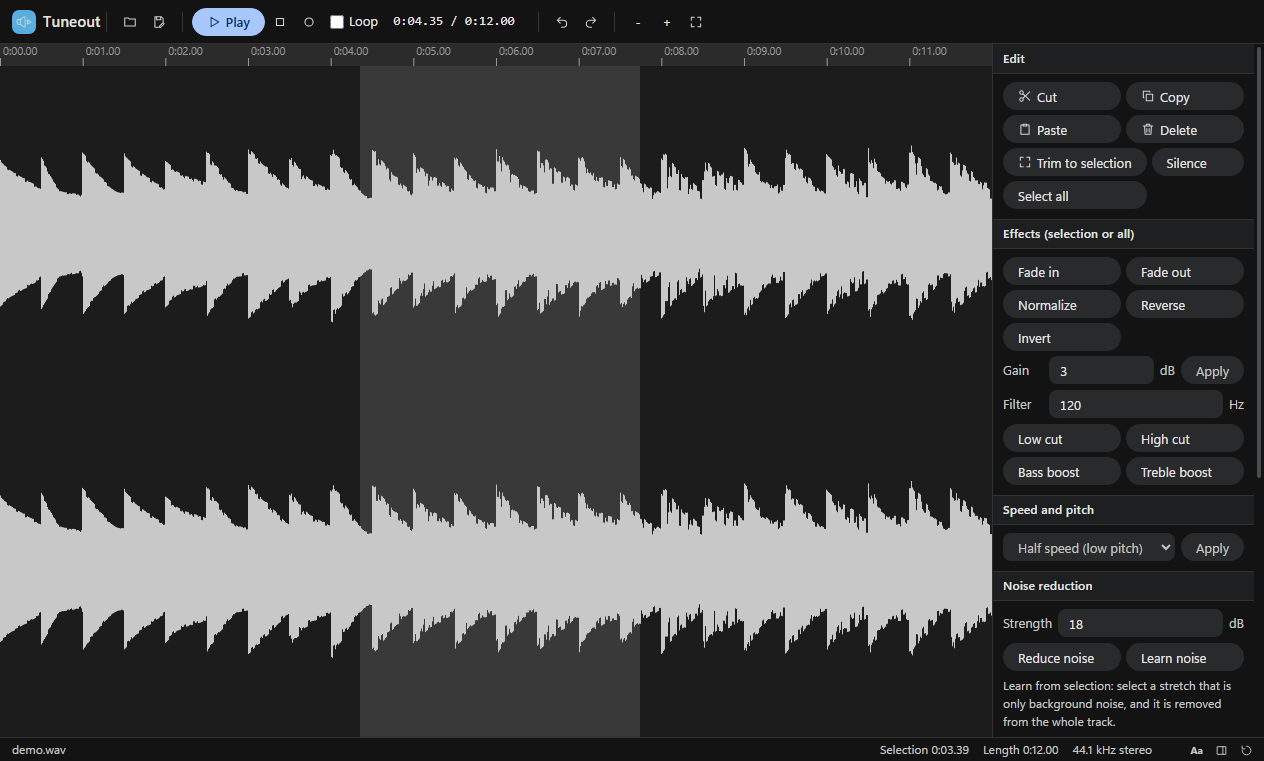 Tuneout Play Loop 0:04.35 / 0:12.00 - +
0:00.00 0:01.00 0:02.00 0:03.00 0:04.00 0:05.00 0:06.00 0:07.00 0:08.00 0:09.00 0:10.00 0:11.00
Edit
Cut Copy
Paste Delete
Trim to selection Silence
Select all
Effects (selection or all)
Fade in Fade out
Normalize Reverse
Invert
Gain 3 dB Apply
Filter 120 Hz
Low cut High cut
Bass boost Treble boost
Speed and pitch
Half speed (low pitch) Apply
Noise reduction
Strength 18 dB
Reduce noise Learn noise
Learn from selection: select a stretch that is
only background noise, and it is removed
from the whole track.
demo.wav Selection 0:03.39 Length 0:12.00 44.1 kHz stereo Aa